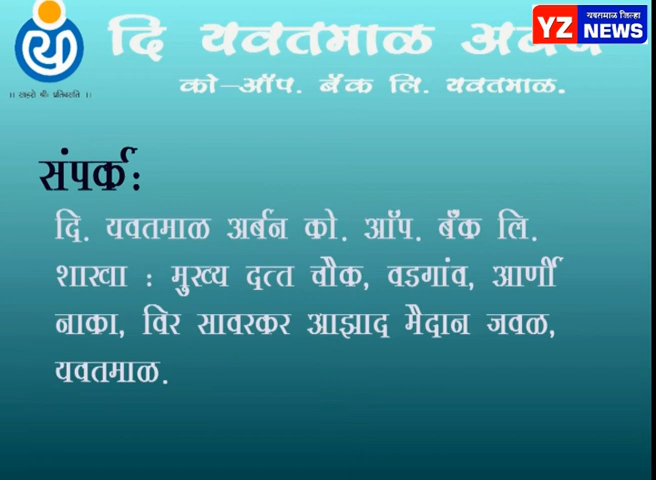 दि यवतमाळ
को-ऑप. बॅंक लि. यवतमाळ.
यवतमाळ जिल्हा
YZ NEWS
संपर्क:
दि. यवतमाळ अर्बन को. ऑप. बॅंक लि.
शाखा : मुख्य दत्त चौक, वडगांव, आर्णी
नाका, विर सावरकर आझाद मैदान जवळ,
यवतमाळ.